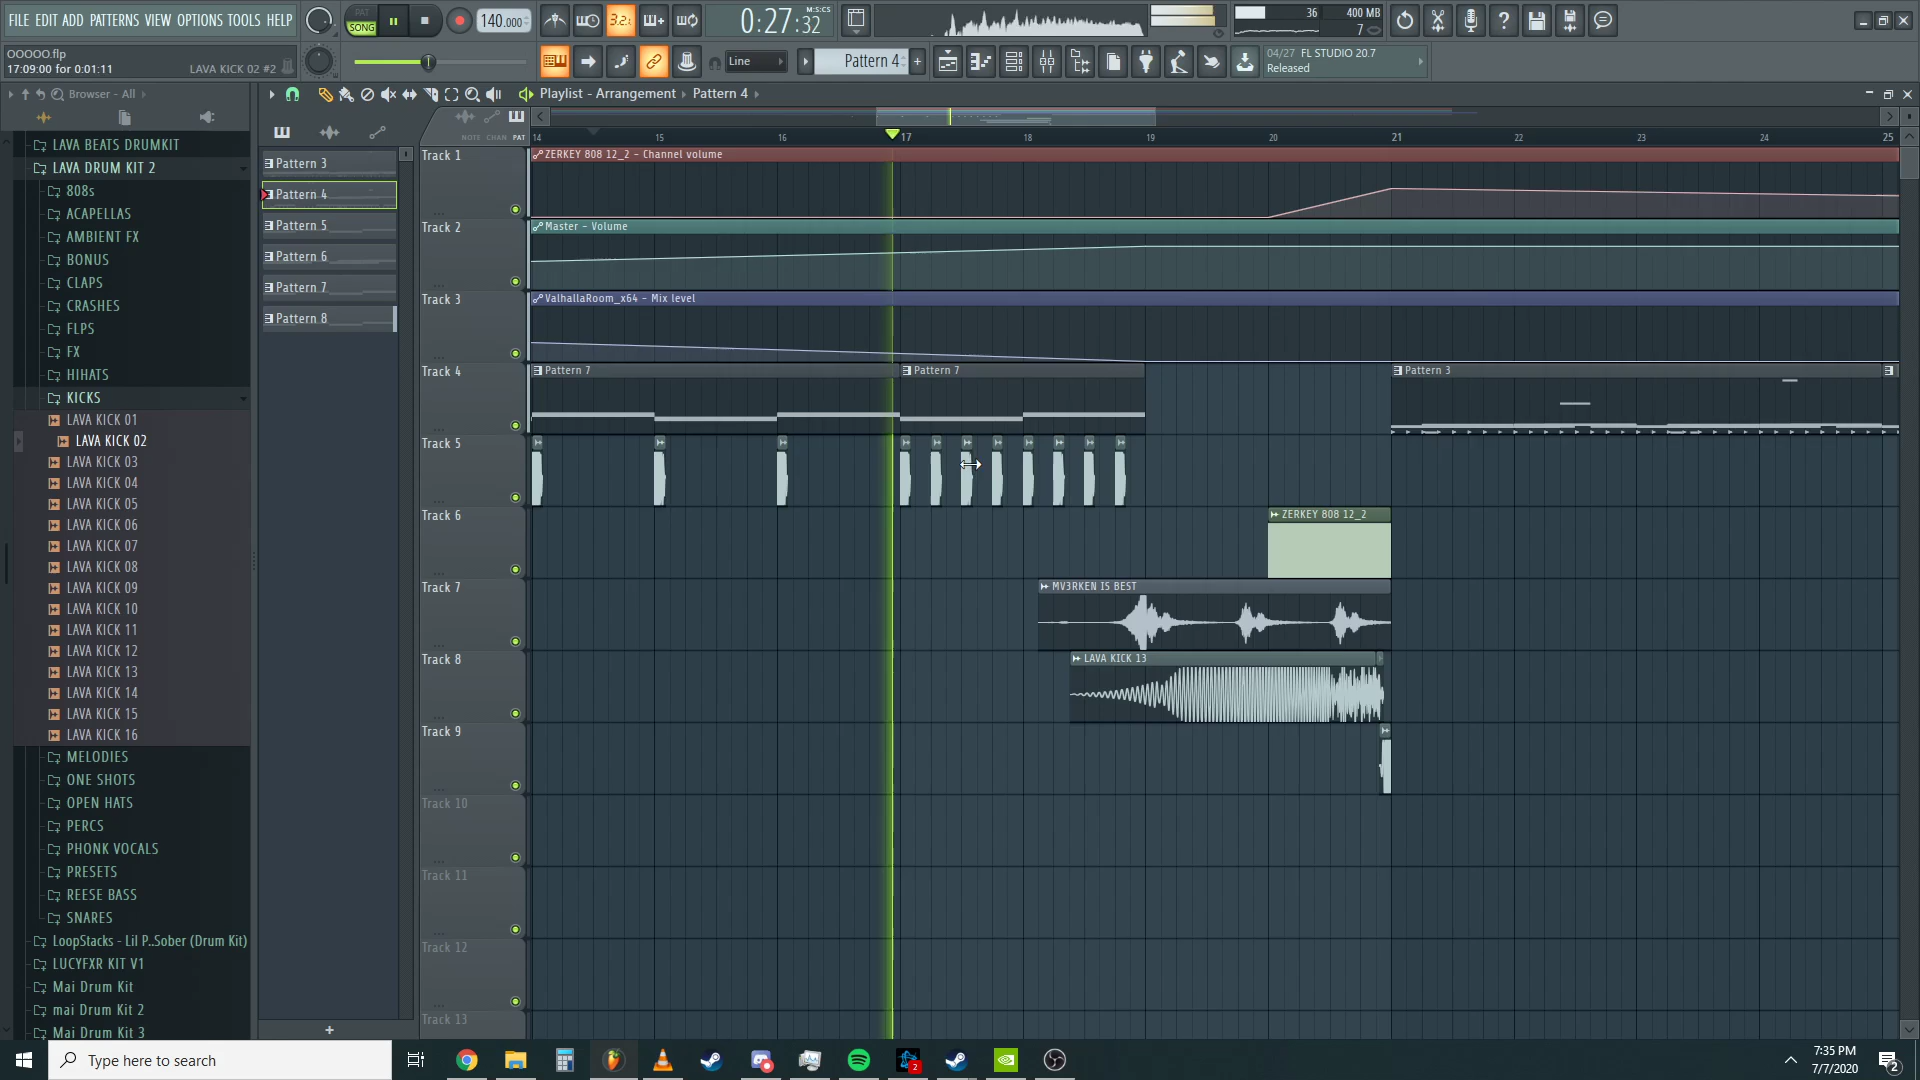 FILE EDIT ADD PATTERNS VIEW OPTIONS TOOLS HELP
PAT
SONG
140.000
3.2.
0:27:32
M:S:CS
36
400 MB
7
OOOOO.flp
17:09:00 for 0:01:11
LAVA KICK 02 #2
Line
Pattern 4
+
04/27 FL STUDIO 20.7
Released
Browser - All
Playlist - Arrangement
Pattern 4
NOTE CHAN PAT
14
15
16
17
18
19
20
21
22
23
24
25
LAVA BEATS DRUMKIT
LAVA DRUM KIT 2
808s
ACAPELLAS
AMBIENT FX
BONUS
CLAPS
CRASHES
FLPS
FX
HIHATS
KICKS
LAVA KICK 01
LAVA KICK 02
LAVA KICK 03
LAVA KICK 04
LAVA KICK 05
LAVA KICK 06
LAVA KICK 07
LAVA KICK 08
LAVA KICK 09
LAVA KICK 10
LAVA KICK 11
LAVA KICK 12
LAVA KICK 13
LAVA KICK 14
LAVA KICK 15
LAVA KICK 16
MELODIES
ONE SHOTS
OPEN HATS
PERCS
PHONK VOCALS
PRESETS
REESE BASS
SNARES
LoopStacks - Lil P..Sober (Drum Kit)
LUCYFXR KIT V1
Mai Drum Kit
mai Drum Kit 2
Mai Drum Kit 3
Pattern 3
Pattern 4
Pattern 5
Pattern 6
Pattern 7
Pattern 8
+
Track 1
ZERKEY 808 12_2 - Channel volume
Track 2
Master - Volume
Track 3
ValhallaRoom_x64 - Mix level
Track 4
Pattern 7
Pattern 7
Pattern 3
Track 5
Track 6
ZERKEY 808 12_2
Track 7
MV3RKEN IS BEST
Track 8
LAVA KICK 13
Track 9
Track 10
Track 11
Track 12
Track 13
Type here to search
2
7:35 PM
7/7/2020
2